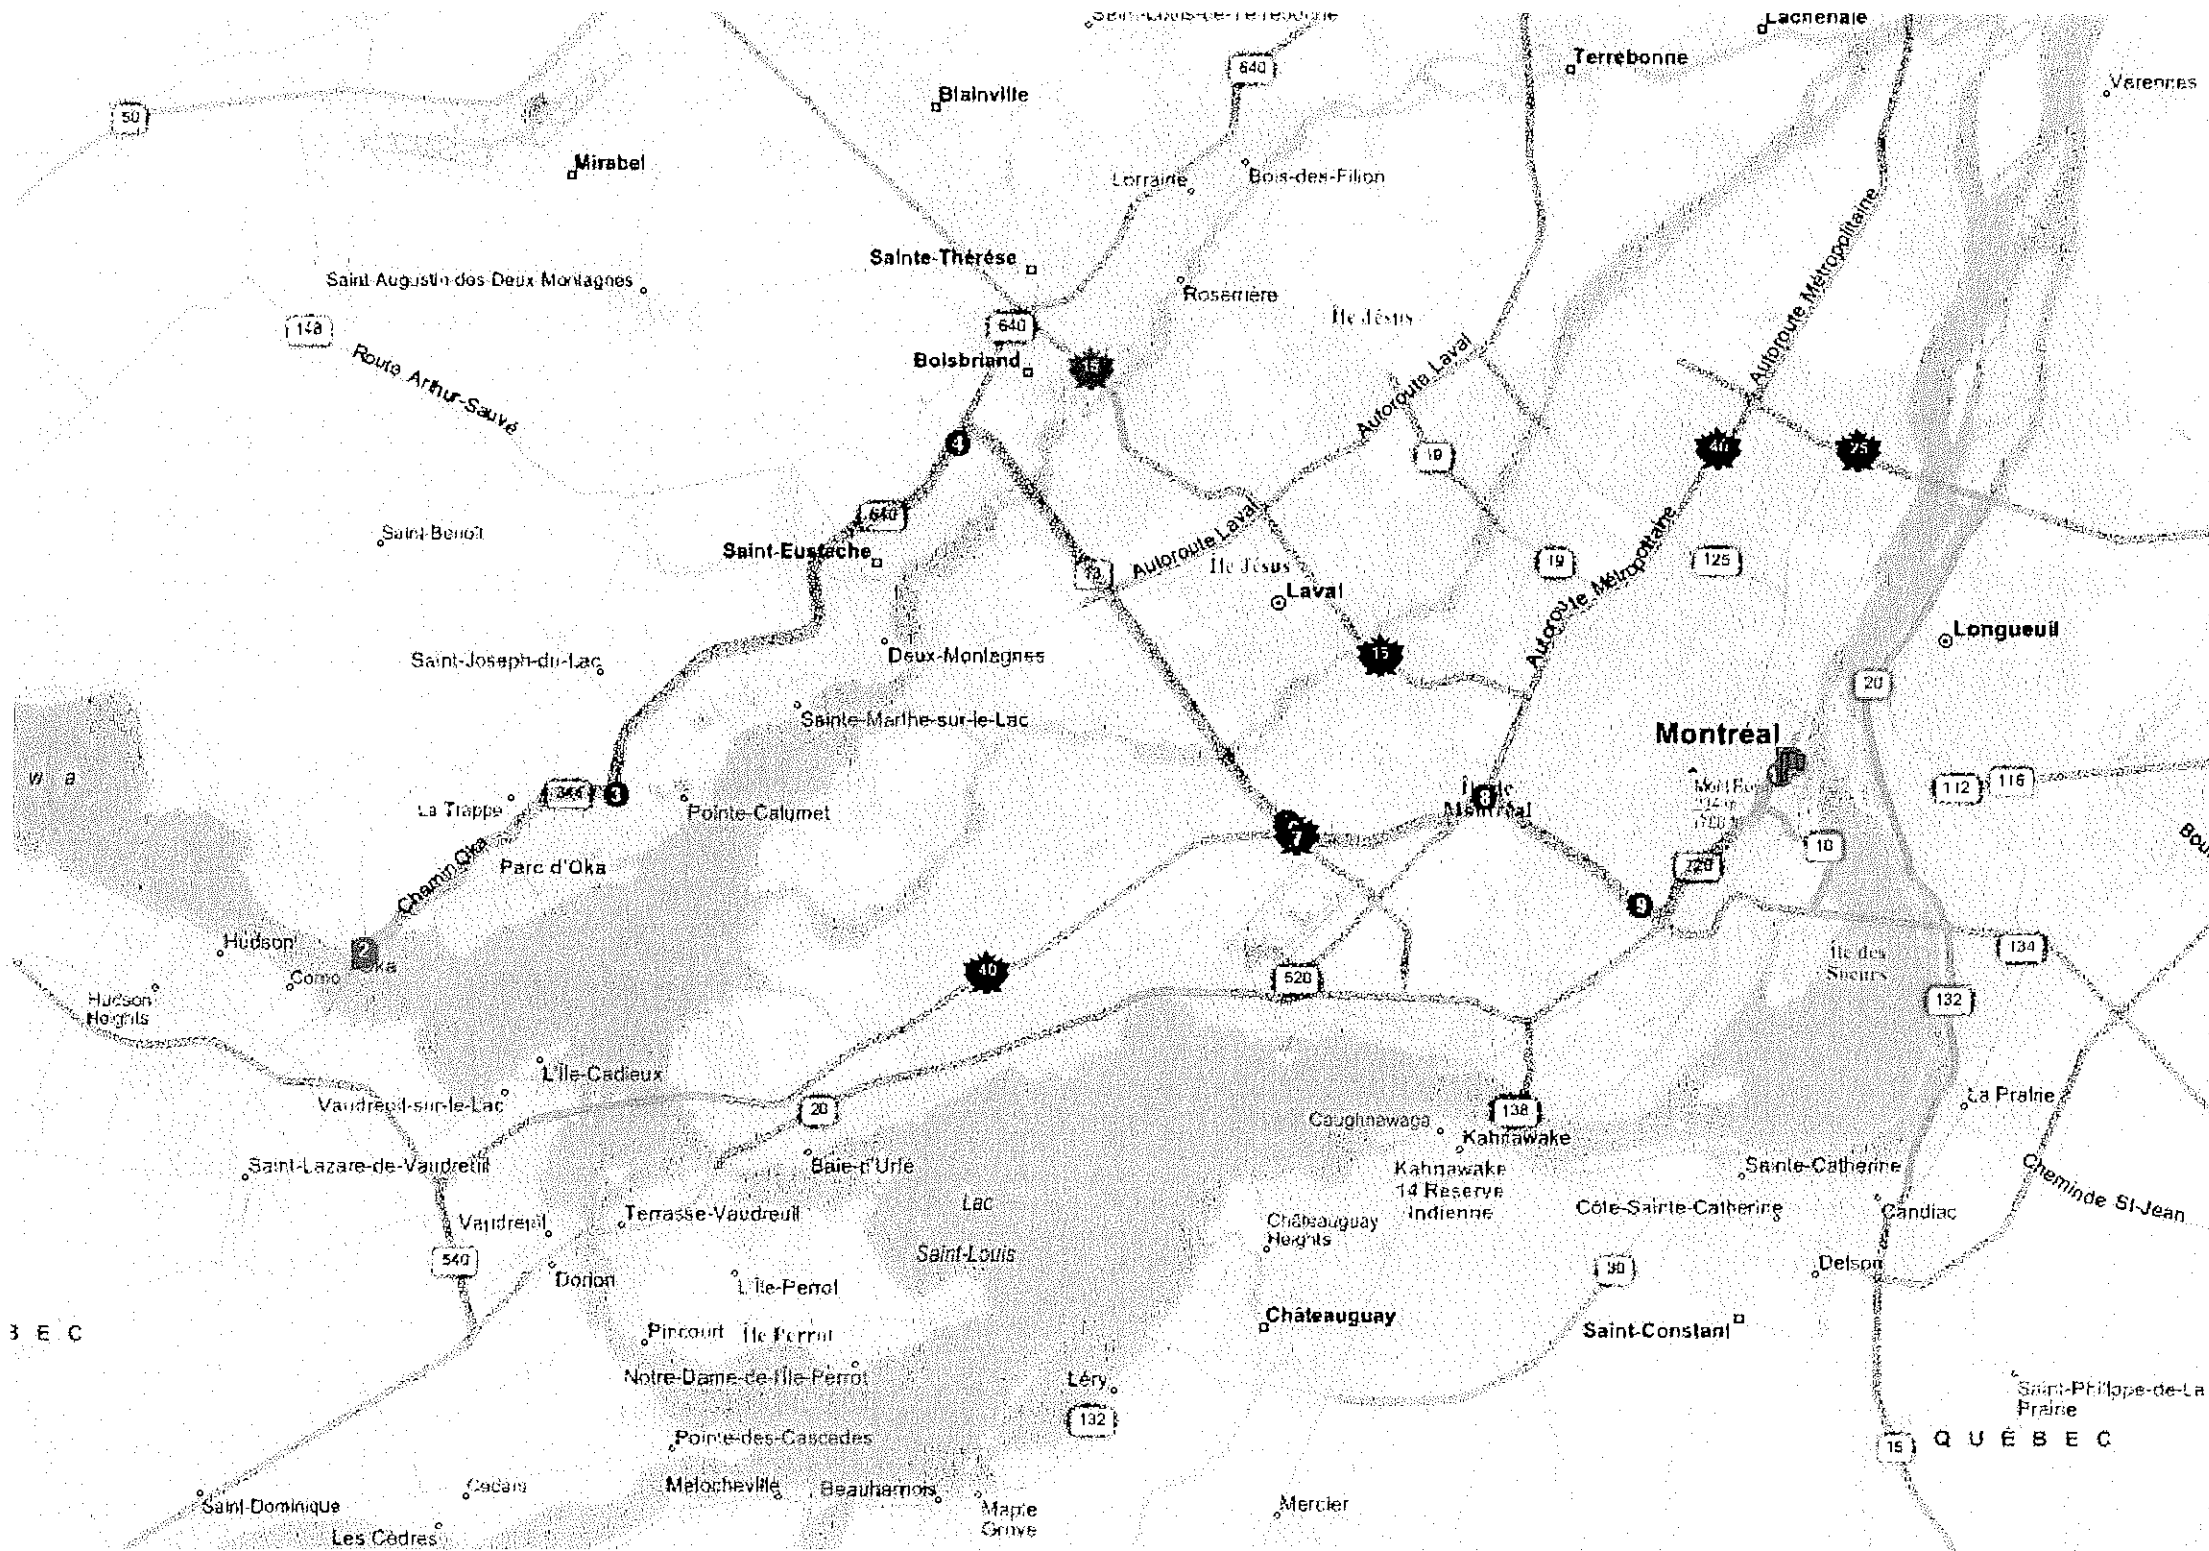 Lachenaie
Terrebonne
640
Varennes
Blainville
50
Mirabel
Lorraine
Bois-des-Filion
Sainte-Thérèse
Saint-Augustin-des-Deux-Montagnes
Rosemère
Île Jésus
148
640
Autoroute Métropolitaine
Route Arthur-Sauvé
Boisbriand
15
Autoroute Laval
4
19
40
25
640
Saint-Benoît
Saint-Eustache
13
Autoroute Laval
Île Jésus
19
125
Autoroute Métropolitaine
Laval
Longueuil
Saint-Joseph-du-Lac
Deux-Montagnes
15
20
Sainte-Marthe-sur-le-Lac
Montréal
w a
344
3
La Trappe
Pointe-Calumet
Île de
Montréal
8
112
116
7
Parc d'Oka
Chemin Oka
720
10
9
Hudson
2
Oka
Como
Hudson
Heights
40
520
Île des
Soeurs
134
132
L'Île-Cadieux
Vaudreuil-sur-le-Lac
20
138
La Prairie
Caughnawaga
Kahnawake
Saint-Lazare-de-Vaudreuil
Baie-d'Urfé
Kahnawake
14 Reserve
Indienne
Sainte-Catherine
Chemin de St-Jean
Lac
Saint-Louis
Vaudreuil
Terrasse-Vaudreuil
Châteauguay
Heights
Côte-Sainte-Catherine
Candiac
540
Dorion
L'Île-Perrot
30
Delson
Châteauguay
Saint-Constant
B E C
Pincourt
Île Perrot
Notre-Dame-de-l'Île-Perrot
Léry
132
Saint-Philippe-de-La
Prairie
Pointe-des-Cascades
15
Q U É B E C
Melocheville
Beauharnois
Maple
Grove
Mercier
Saint-Dominique
Les Cèdres